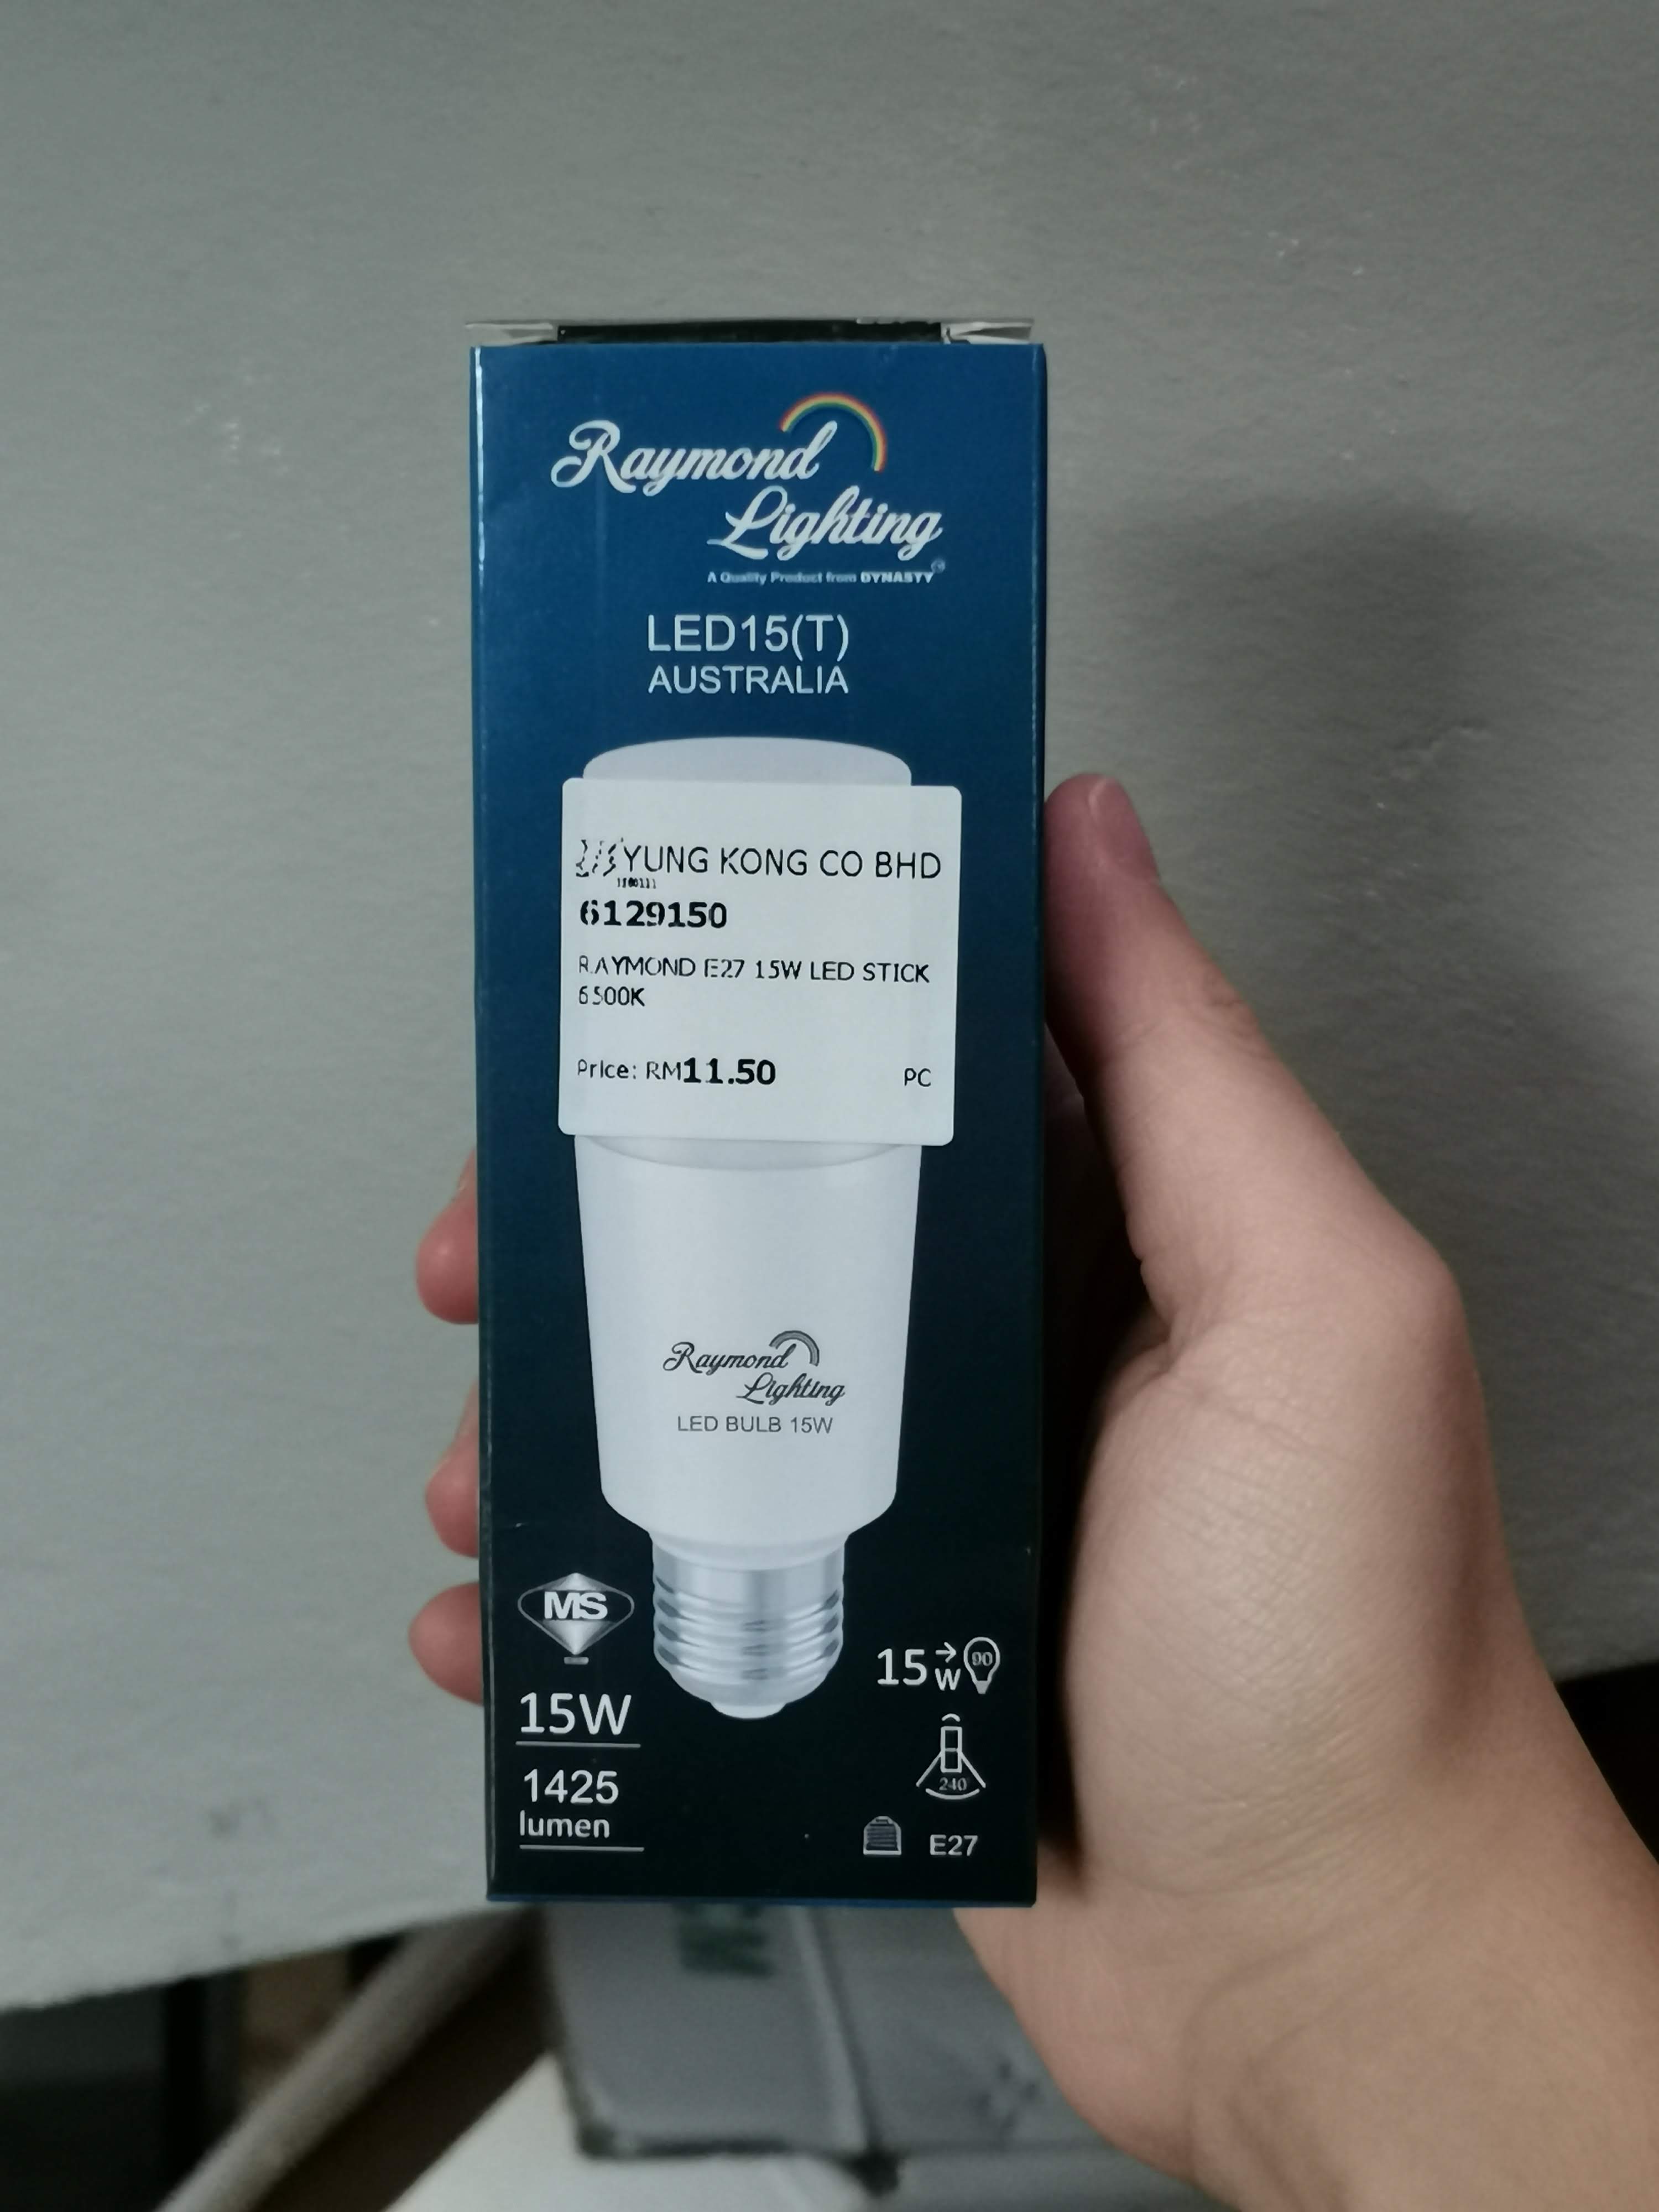 Raymond
Lighting
A Quality Product from DYNASTY
LED15(T)
AUSTRALIA
YUNG KONG CO BHD
6129150
RAYMOND E27 15W LED STICK
6500K
Price: RM11.50 PC
Raymond
Lighting
LED BULB 15W
MS
15W
1425
lumen
15 W 90
240
E27